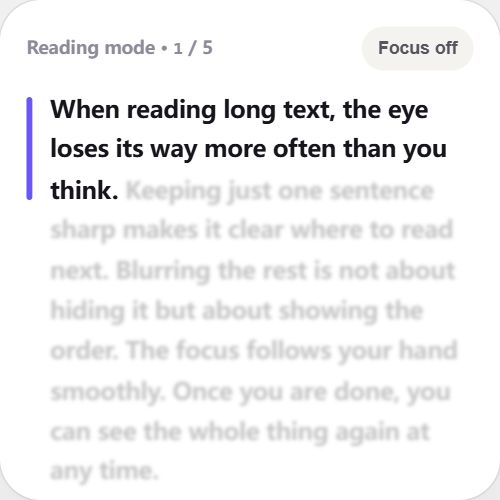 Reading mode • 1 / 5
Focus off
When reading long text, the eye
loses its way more often than you
think. Keeping just one sentence
sharp makes it clear where to read
next. Blurring the rest is not about
hiding it but about showing the
order. The focus follows your hand
smoothly. Once you are done, you
can see the whole thing again at
any time.